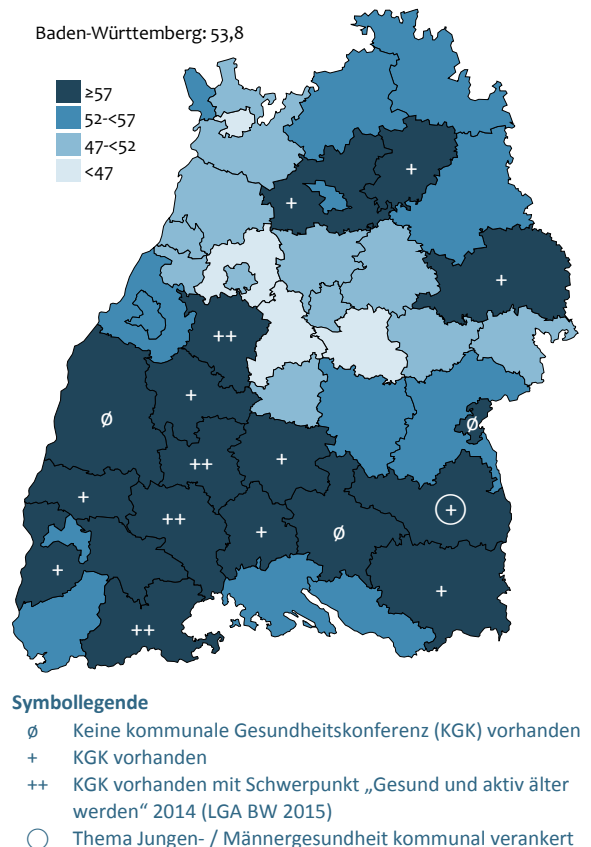 Baden-Württemberg: 53,8
≥57
52-<57
47-<52
<47
+
+
+
++
+
ø
ø
++
+
+
++
+
+
ø
+
+
++
Symbollegende
ø Keine kommunale Gesundheitskonferenz (KGK) vorhanden
+ KGK vorhanden
++ KGK vorhanden mit Schwerpunkt „Gesund und aktiv älter
werden“ 2014 (LGA BW 2015)
◯ Thema Jungen- / Männergesundheit kommunal verankert